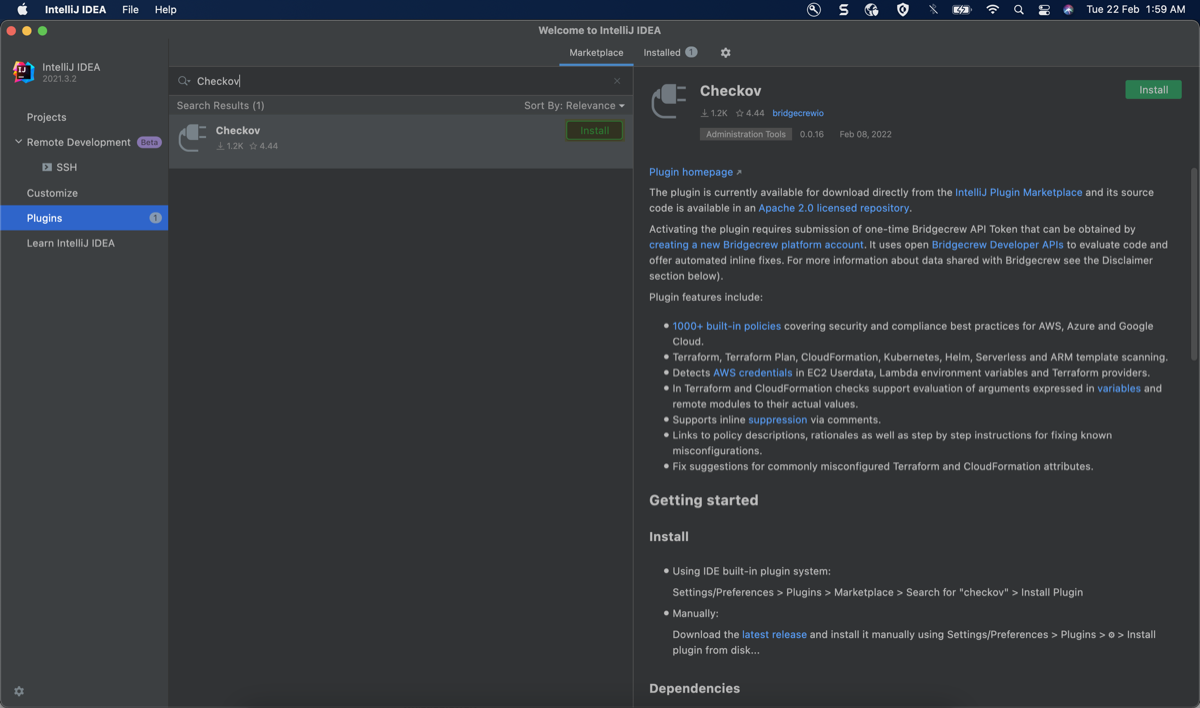 IntelliJ IDEA File Help
Tue 22 Feb 1:59 AM
Welcome to IntelliJ IDEA
IntelliJ IDEA
2021.3.2
Projects
Remote Development Beta
SSH
Customize
Plugins 1
Learn IntelliJ IDEA
Marketplace Installed 1
Checkov
Search Results (1) Sort By: Relevance
Checkov
1.2K 4.44
Install
Checkov
Install
1.2K 4.44 bridgecrewio
Administration Tools 0.0.16 Feb 08, 2022
Plugin homepage ↗
The plugin is currently available for download directly from the IntelliJ Plugin Marketplace and its source
code is available in an Apache 2.0 licensed repository.
Activating the plugin requires submission of one-time Bridgecrew API Token that can be obtained by
creating a new Bridgecrew platform account. It uses open Bridgecrew Developer APIs to evaluate code and
offer automated inline fixes. For more information about data shared with Bridgecrew see the Disclaimer
section below).
Plugin features include:
• 1000+ built-in policies covering security and compliance best practices for AWS, Azure and Google
Cloud.
• Terraform, Terraform Plan, CloudFormation, Kubernetes, Helm, Serverless and ARM template scanning.
• Detects AWS credentials in EC2 Userdata, Lambda environment variables and Terraform providers.
• In Terraform and CloudFormation checks support evaluation of arguments expressed in variables and
remote modules to their actual values.
• Supports inline suppression via comments.
• Links to policy descriptions, rationales as well as step by step instructions for fixing known
misconfigurations.
• Fix suggestions for commonly misconfigured Terraform and CloudFormation attributes.
Getting started
Install
• Using IDE built-in plugin system:
Settings/Preferences > Plugins > Marketplace > Search for "checkov" > Install Plugin
• Manually:
Download the latest release and install it manually using Settings/Preferences > Plugins > ⚙ > Install
plugin from disk...
Dependencies